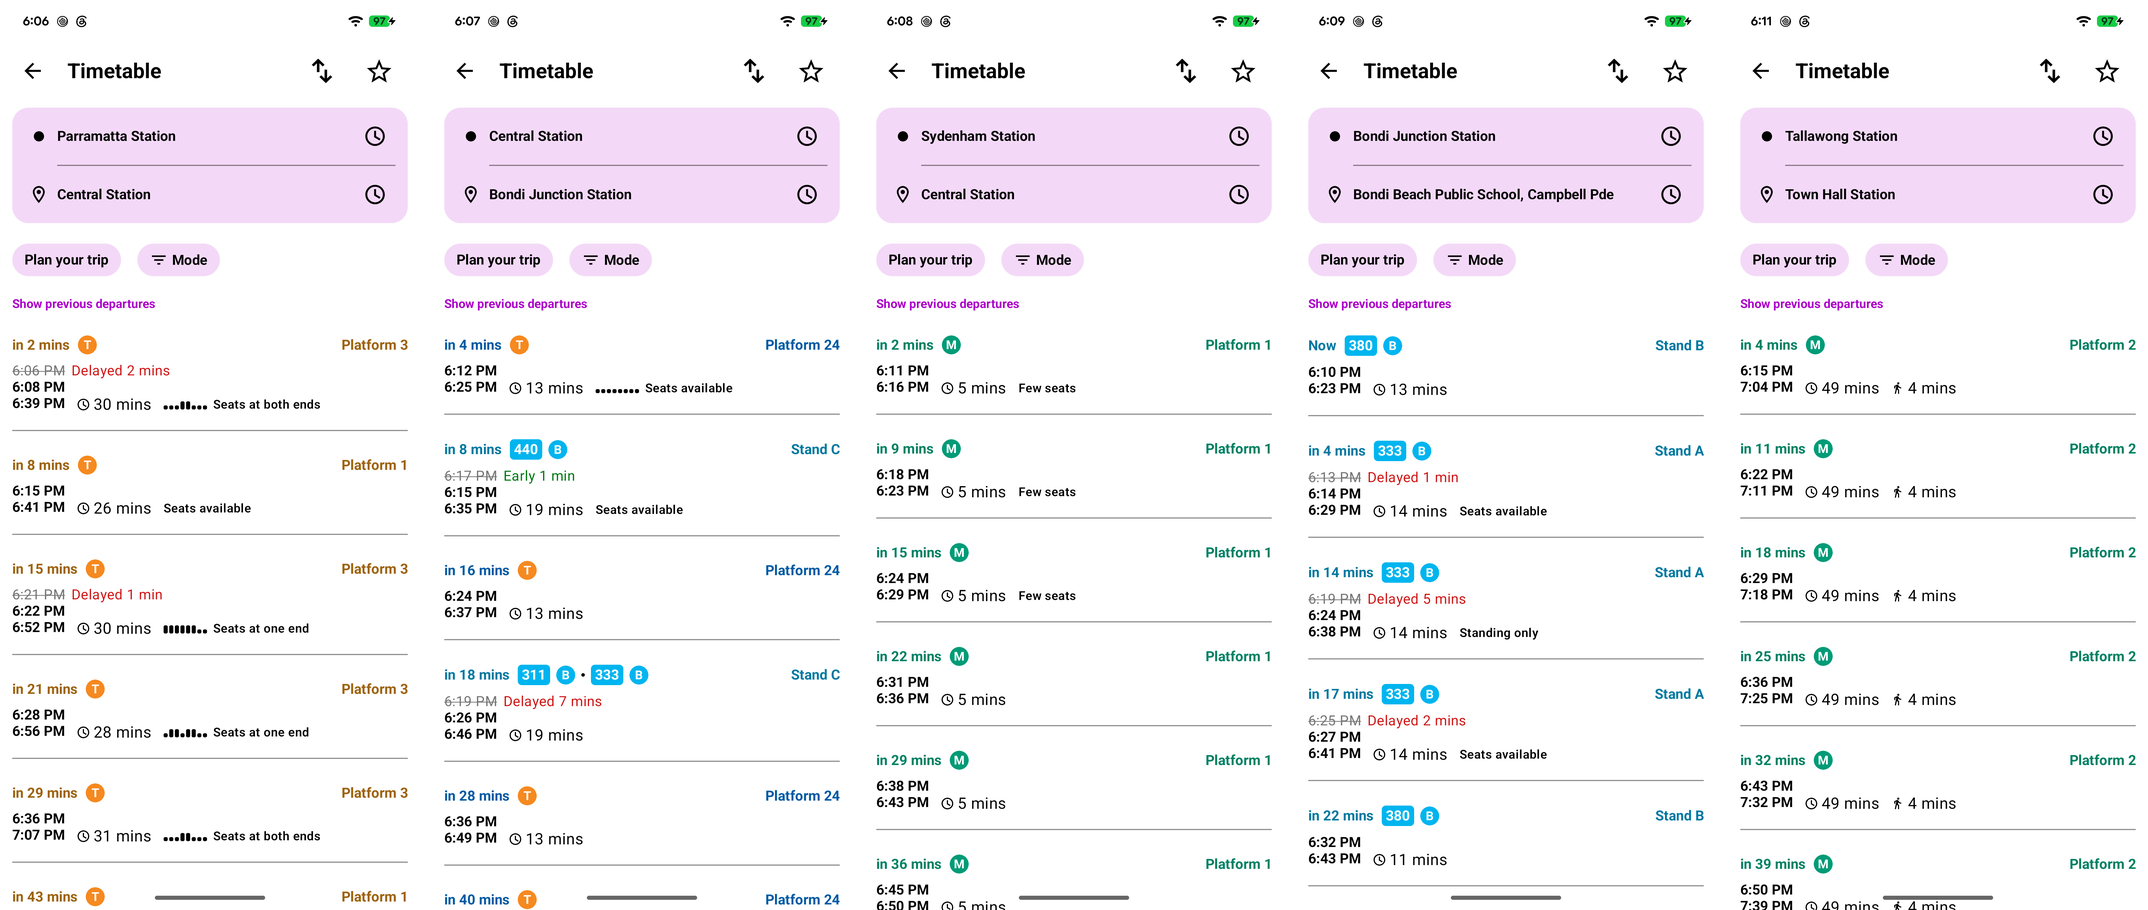 6:06 97
Timetable
Parramatta Station
Central Station
Plan your trip Mode
Show previous departures
in 2 mins T Platform 3
6:06 PM Delayed 2 mins
6:08 PM
6:39 PM 30 mins Seats at both ends
in 8 mins T Platform 1
6:15 PM
6:41 PM 26 mins Seats available
in 15 mins T Platform 3
6:21 PM Delayed 1 min
6:22 PM
6:52 PM 30 mins Seats at one end
in 21 mins T Platform 3
6:28 PM
6:56 PM 28 mins Seats at one end
in 29 mins T Platform 3
6:36 PM
7:07 PM 31 mins Seats at both ends
in 43 mins T Platform 1
6:07 97
Timetable
Central Station
Bondi Junction Station
Plan your trip Mode
Show previous departures
in 4 mins T Platform 24
6:12 PM
6:25 PM 13 mins Seats available
in 8 mins 440 B Stand C
6:17 PM Early 1 min
6:15 PM
6:35 PM 19 mins Seats available
in 16 mins T Platform 24
6:24 PM
6:37 PM 13 mins
in 18 mins 311 B • 333 B Stand C
6:19 PM Delayed 7 mins
6:26 PM
6:46 PM 19 mins
in 28 mins T Platform 24
6:36 PM
6:49 PM 13 mins
in 40 mins T Platform 24
6:08 97
Timetable
Sydenham Station
Central Station
Plan your trip Mode
Show previous departures
in 2 mins M Platform 1
6:11 PM
6:16 PM 5 mins Few seats
in 9 mins M Platform 1
6:18 PM
6:23 PM 5 mins Few seats
in 15 mins M Platform 1
6:24 PM
6:29 PM 5 mins Few seats
in 22 mins M Platform 1
6:31 PM
6:36 PM 5 mins
in 29 mins M Platform 1
6:38 PM
6:43 PM 5 mins
in 36 mins M Platform 1
6:45 PM
6:50 PM 5 mins
6:09 97
Timetable
Bondi Junction Station
Bondi Beach Public School, Campbell Pde
Plan your trip Mode
Show previous departures
Now 380 B Stand B
6:10 PM
6:23 PM 13 mins
in 4 mins 333 B Stand A
6:13 PM Delayed 1 min
6:14 PM
6:29 PM 14 mins Seats available
in 14 mins 333 B Stand A
6:19 PM Delayed 5 mins
6:24 PM
6:38 PM 14 mins Standing only
in 17 mins 333 B Stand A
6:25 PM Delayed 2 mins
6:27 PM
6:41 PM 14 mins Seats available
in 22 mins 380 B Stand B
6:32 PM
6:43 PM 11 mins
6:11 97
Timetable
Tallawong Station
Town Hall Station
Plan your trip Mode
Show previous departures
in 4 mins M Platform 2
6:15 PM
7:04 PM 49 mins 4 mins
in 11 mins M Platform 2
6:22 PM
7:11 PM 49 mins 4 mins
in 18 mins M Platform 2
6:29 PM
7:18 PM 49 mins 4 mins
in 25 mins M Platform 2
6:36 PM
7:25 PM 49 mins 4 mins
in 32 mins M Platform 2
6:43 PM
7:32 PM 49 mins 4 mins
in 39 mins M Platform 2
6:50 PM
7:39 PM 49 mins 4 mins